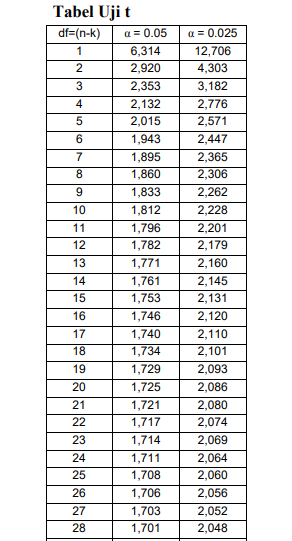 Tabel Uji t
df=(n-k) α = 0.05 α = 0.025
1 6,314 12,706
2 2,920 4,303
3 2,353 3,182
4 2,132 2,776
5 2,015 2,571
6 1,943 2,447
7 1,895 2,365
8 1,860 2,306
9 1,833 2,262
10 1,812 2,228
11 1,796 2,201
12 1,782 2,179
13 1,771 2,160
14 1,761 2,145
15 1,753 2,131
16 1,746 2,120
17 1,740 2,110
18 1,734 2,101
19 1,729 2,093
20 1,725 2,086
21 1,721 2,080
22 1,717 2,074
23 1,714 2,069
24 1,711 2,064
25 1,708 2,060
26 1,706 2,056
27 1,703 2,052
28 1,701 2,048